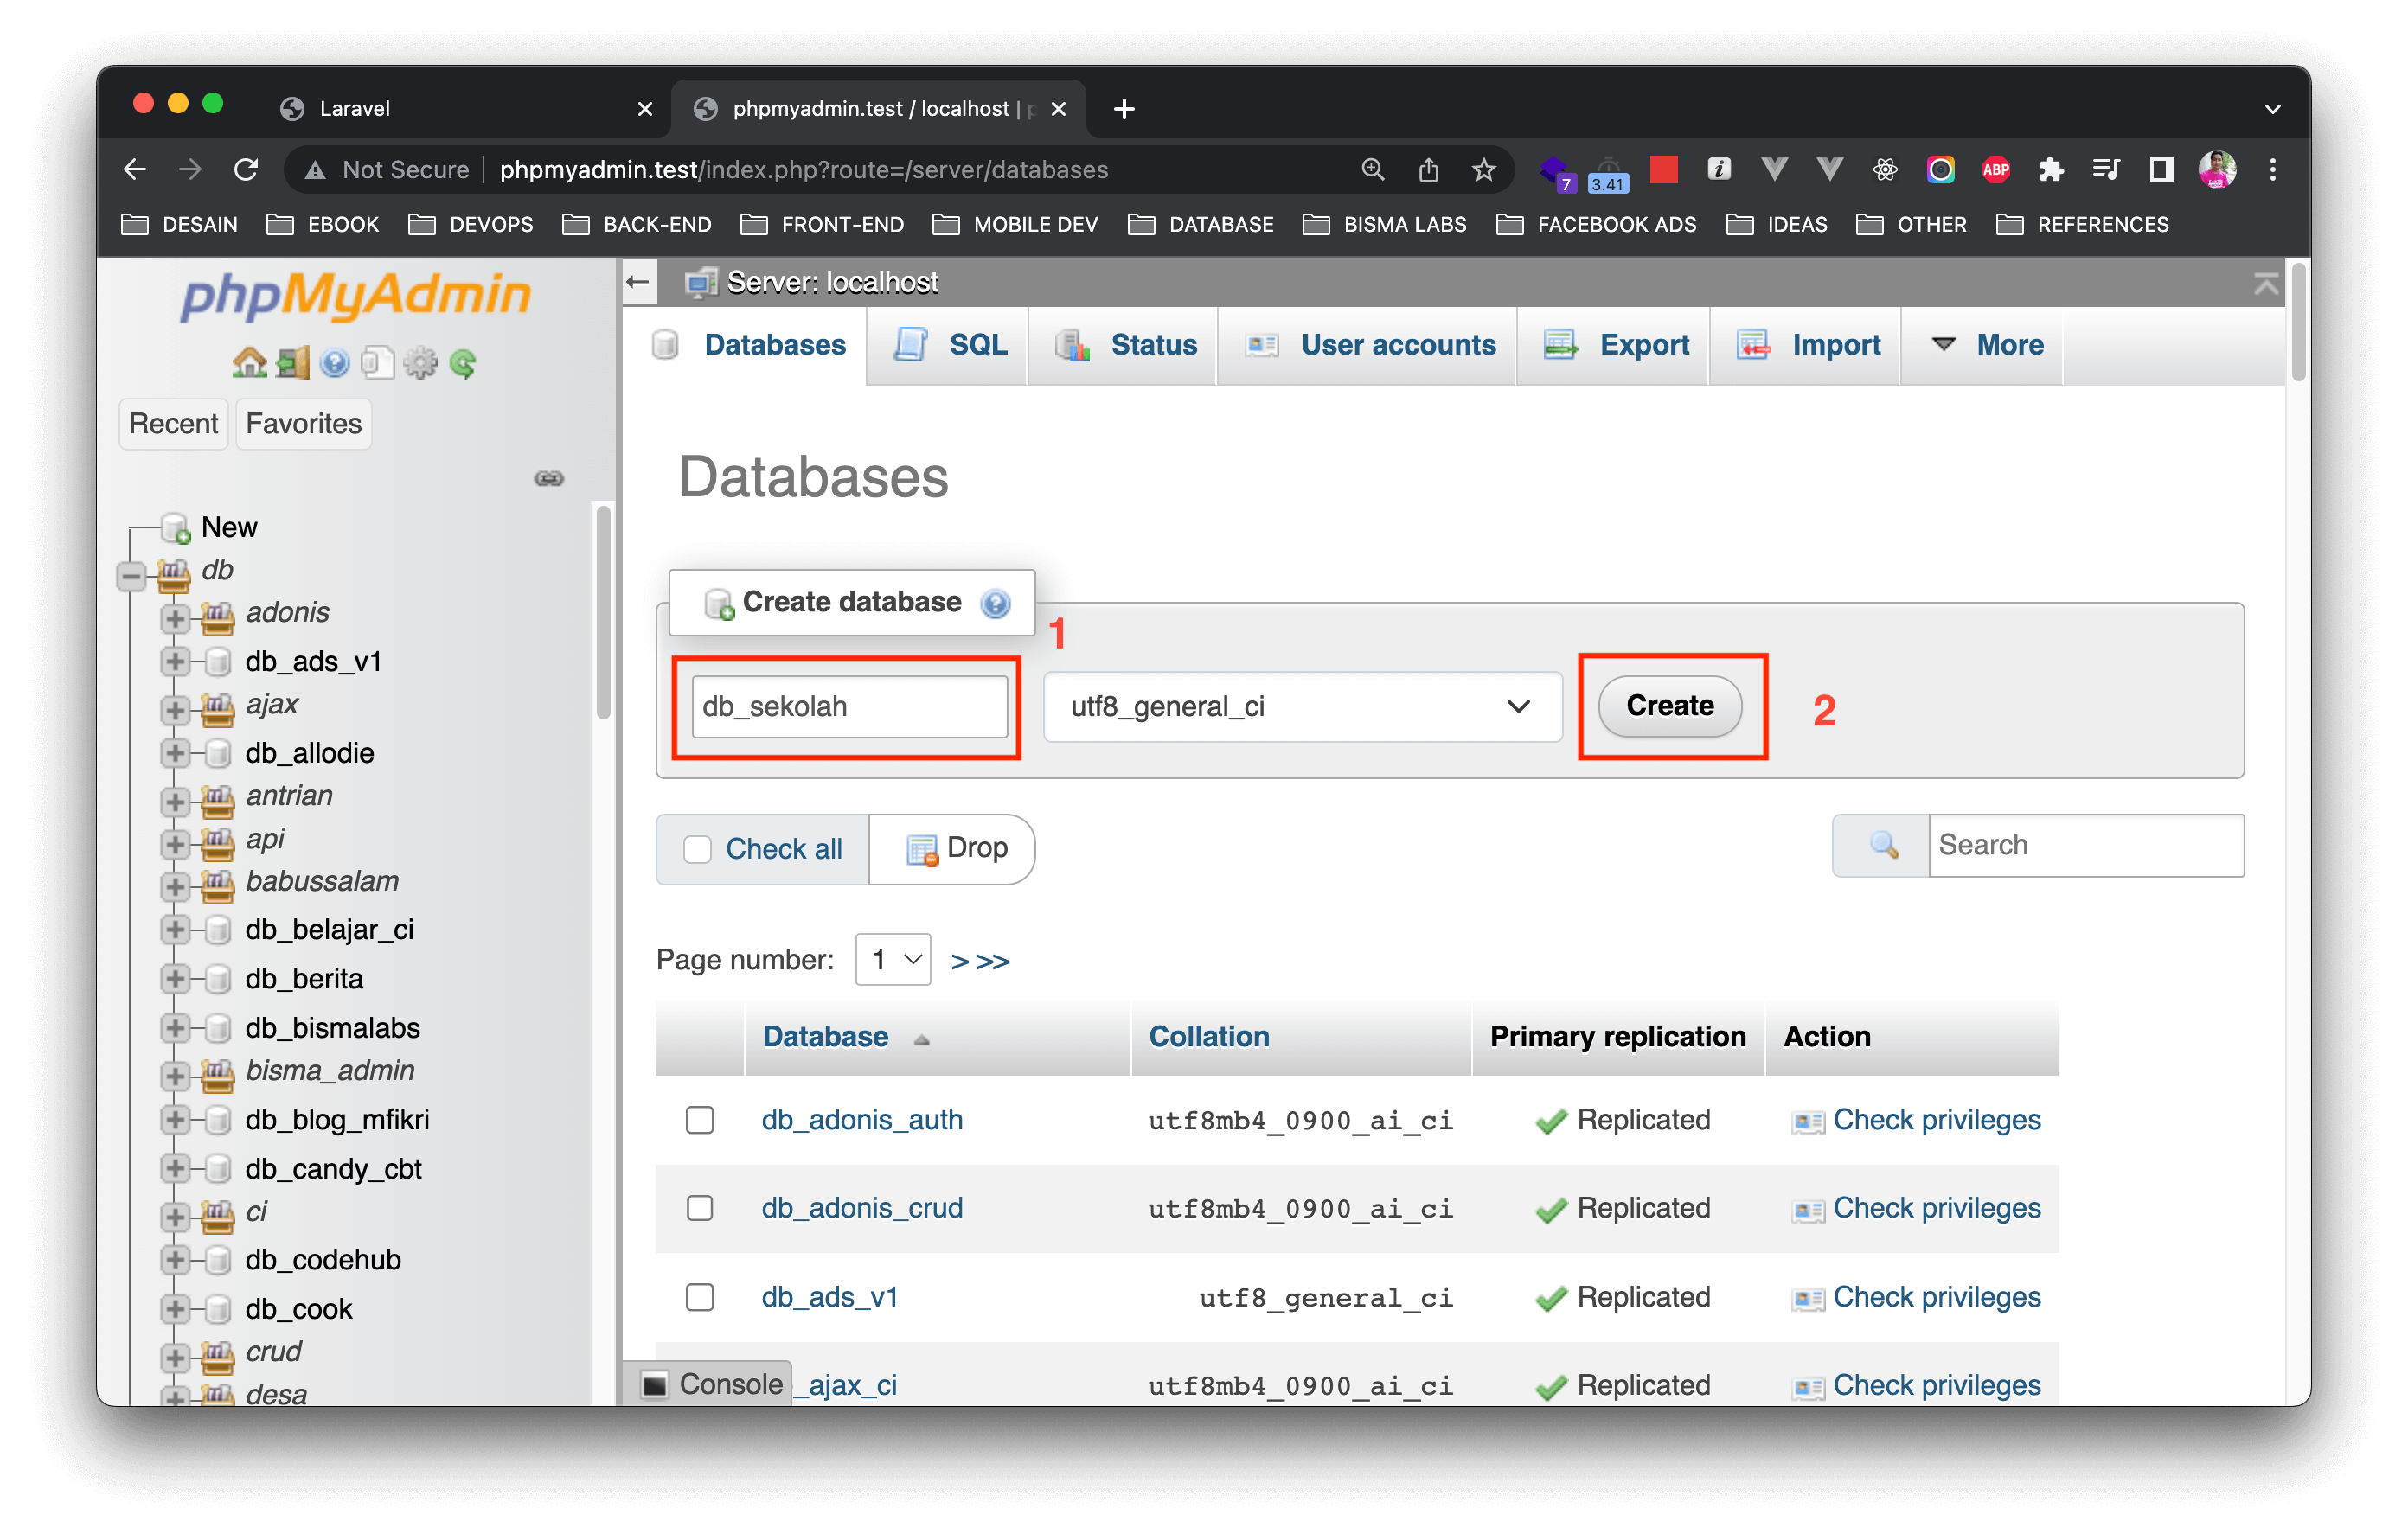 Laravel
phpmyadmin.test / localhost |
Not Secure phpmyadmin.test/index.php?route=/server/databases
7 3.41 ABP
DESAIN EBOOK DEVOPS BACK-END FRONT-END MOBILE DEV DATABASE BISMA LABS FACEBOOK ADS IDEAS OTHER REFERENCES
phpMyAdmin
Recent Favorites
New
db
adonis
db_ads_v1
ajax
db_allodie
antrian
api
babussalam
db_belajar_ci
db_berita
db_bismalabs
bisma_admin
db_blog_mfikri
db_candy_cbt
ci
db_codehub
db_cook
crud
desa
Server: localhost
Databases SQL Status User accounts Export Import More
Databases
Create database
1
db_sekolah utf8_general_ci Create 2
Check all Drop Search
Page number: 1 > >>
Database Collation Primary replication Action
db_adonis_auth utf8mb4_0900_ai_ci Replicated Check privileges
db_adonis_crud utf8mb4_0900_ai_ci Replicated Check privileges
db_ads_v1 utf8_general_ci Replicated Check privileges
Console _ajax_ci utf8mb4_0900_ai_ci Replicated Check privileges